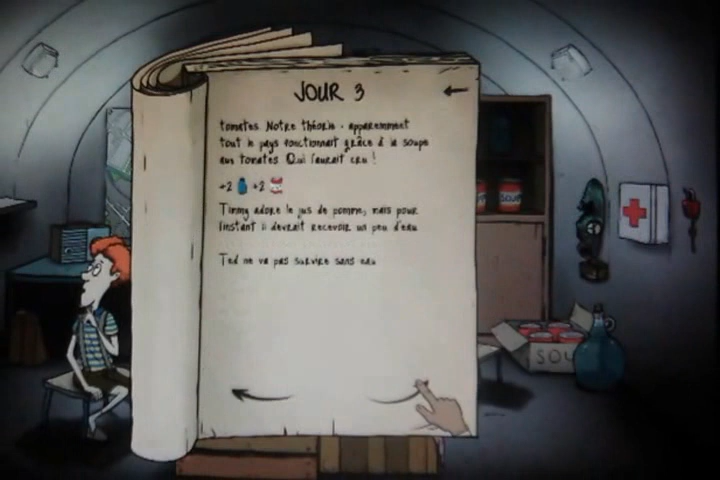 JOUR 3
tomates. Notre théorie : apparemment
tout le pays fonctionnait grâce à la soupe
aux tomates. Qui l'aurait cru !
+2 +2
Timmy adore le jus de pomme, mais pour
l'instant il devrait recevoir un peu d'eau
Ted ne va pas survivre sans eau
SOUP
SOU